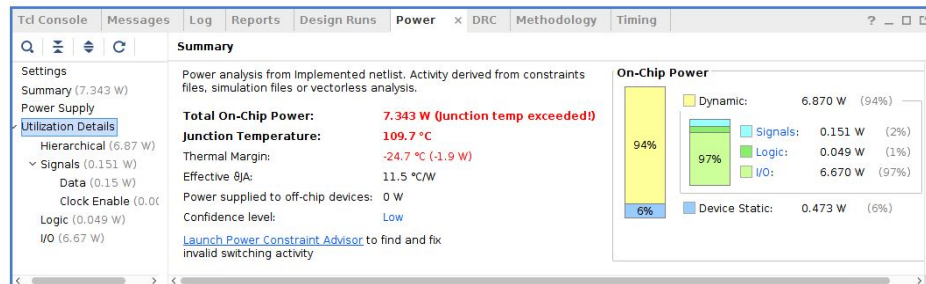 Tcl Console Messages Log Reports Design Runs Power × DRC Methodology Timing ?
Summary
Settings
Summary (7.343 W)
Power Supply
Utilization Details
Hierarchical (6.87 W)
Signals (0.151 W)
Data (0.15 W)
Clock Enable (0.00
Logic (0.049 W)
I/O (6.67 W)
Power analysis from Implemented netlist. Activity derived from constraints
files, simulation files or vectorless analysis.
Total On-Chip Power: 7.343 W (Junction temp exceeded!)
Junction Temperature: 109.7 °C
Thermal Margin: -24.7 °C (-1.9 W)
Effective θJA: 11.5 °C/W
Power supplied to off-chip devices: 0 W
Confidence level: Low
Launch Power Constraint Advisor to find and fix
invalid switching activity
On-Chip Power
94%
6%
Dynamic: 6.870 W (94%)
97%
Signals: 0.151 W (2%)
Logic: 0.049 W (1%)
I/O: 6.670 W (97%)
Device Static: 0.473 W (6%)